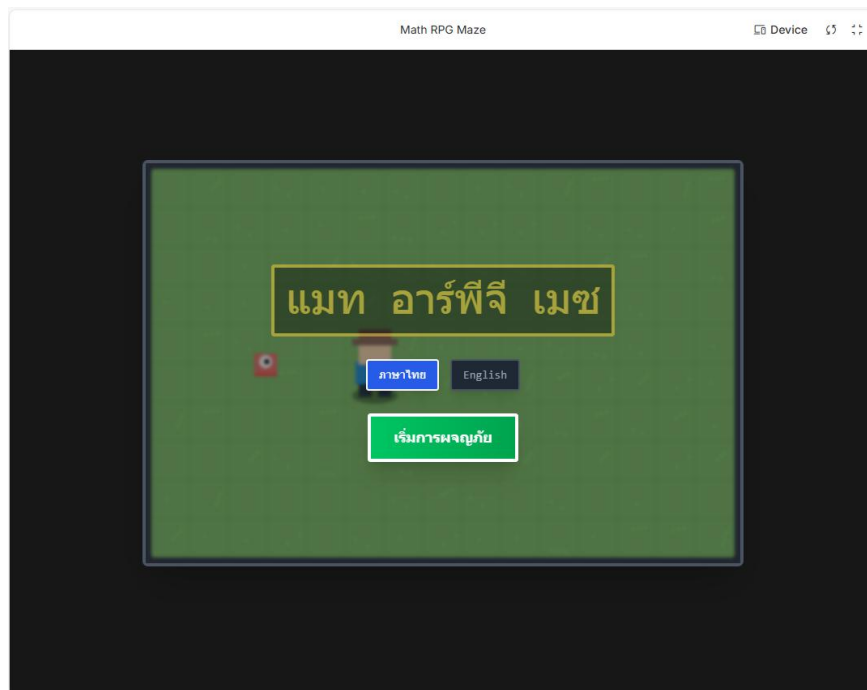 Math RPG Maze
Device
แมท อาร์พีจี เมซ
ภาษาไทย English
เริ่มการผจญภัย